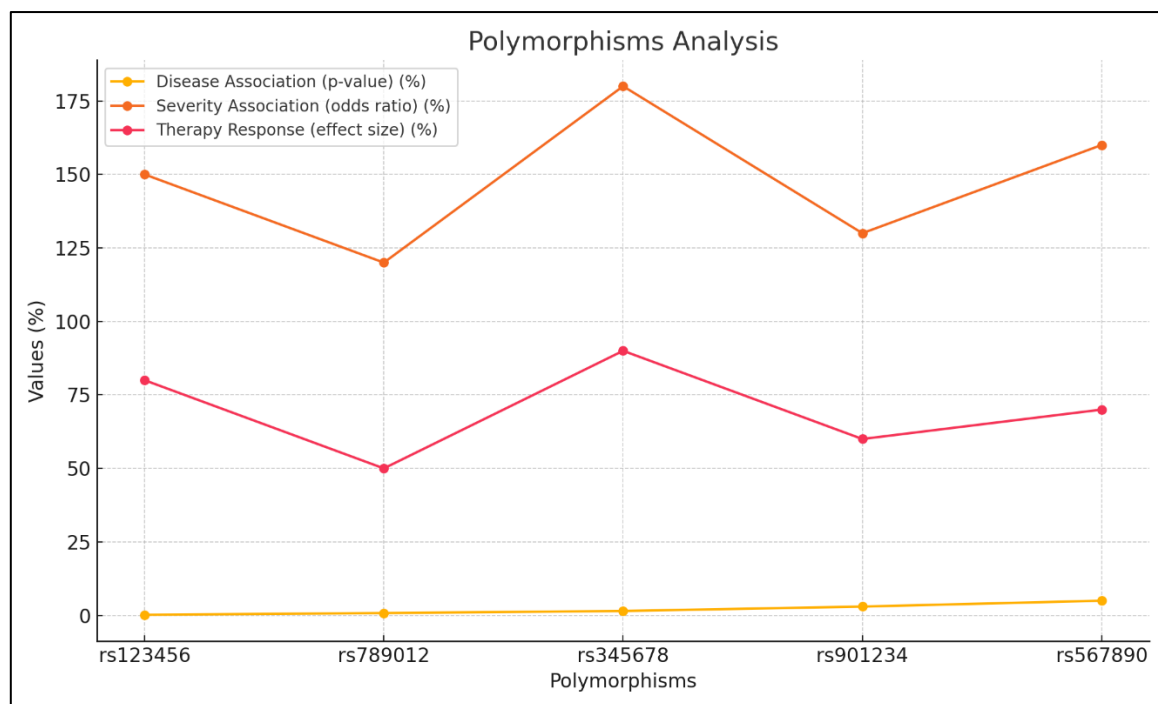 Polymorphisms Analysis
Disease Association (p-value) (%)
Severity Association (odds ratio) (%)
Therapy Response (effect size) (%)
Values (%)
175
150
125
100
75
50
25
0
rs123456
rs789012
rs345678
rs901234
rs567890
Polymorphisms